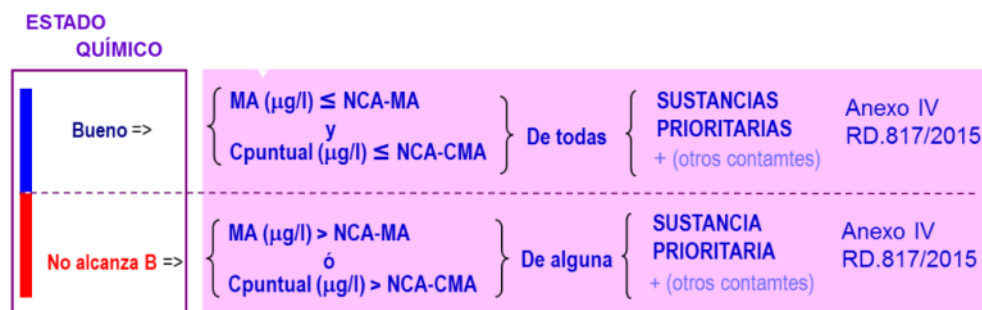 ESTADO
QUÍMICO
Bueno =>
MA (µg/l) ≤ NCA-MA
y
Cpuntual (µg/l) ≤ NCA-CMA
De todas
SUSTANCIAS
PRIORITARIAS
+ (otros contamtes)
Anexo IV
RD.817/2015
No alcanza B =>
MA (µg/l) > NCA-MA
ó
Cpuntual (µg/l) > NCA-CMA
De alguna
SUSTANCIA
PRIORITARIA
+ (otros contamtes)
Anexo IV
RD.817/2015